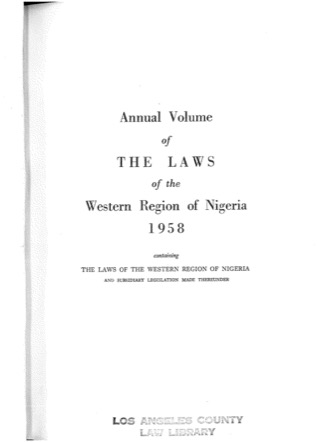 Annual Volume
of
THE LAWS
of the
Western Region of Nigeria
1958
containing
THE LAWS OF THE WESTERN REGION OF NIGERIA
AND SUBSIDIARY LEGISLATION MADE THEREUNDER
LOS ANGELES COUNTY
LAW LIBRARY